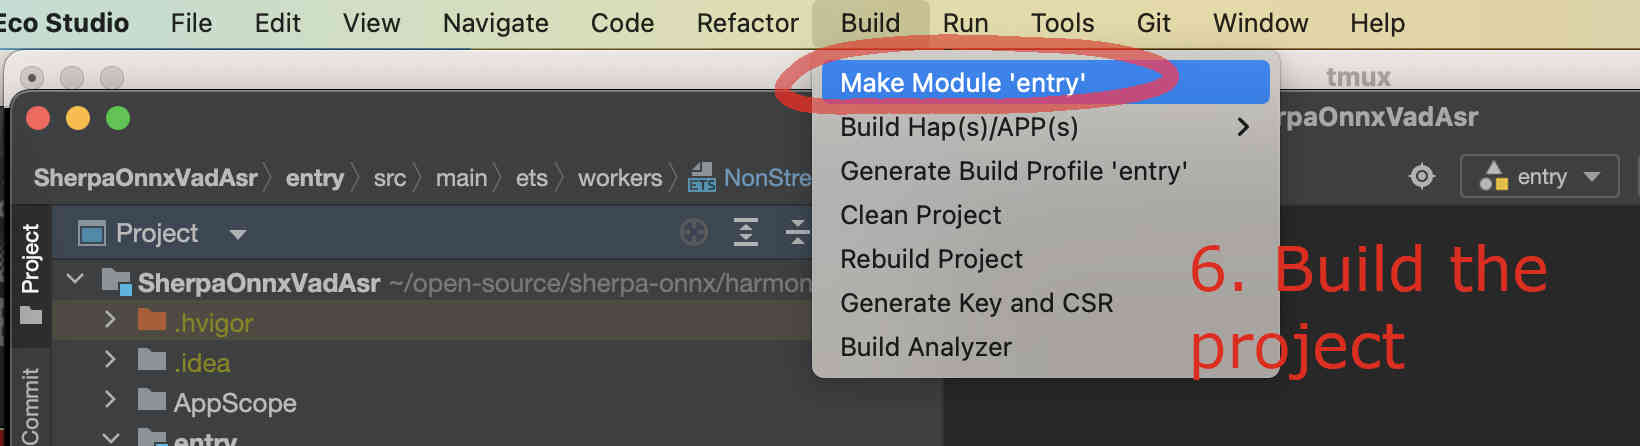 Eco Studio File Edit View Navigate Code Refactor Build Run Tools Git Window Help
tmux
Make Module 'entry'
rpaOnnxVadAsr
Build Hap(s)/APP(s)
SherpaOnnxVadAsr entry src main ets workers ETS NonStre
Generate Build Profile 'entry'
entry
Clean Project
Project
Project
Rebuild Project
6. Build the
project
SherpaOnnxVadAsr ~/open-source/sherpa-onnx/harmon
Generate Key and CSR
.hvigor
Build Analyzer
.idea
AppScope
Commit
entry